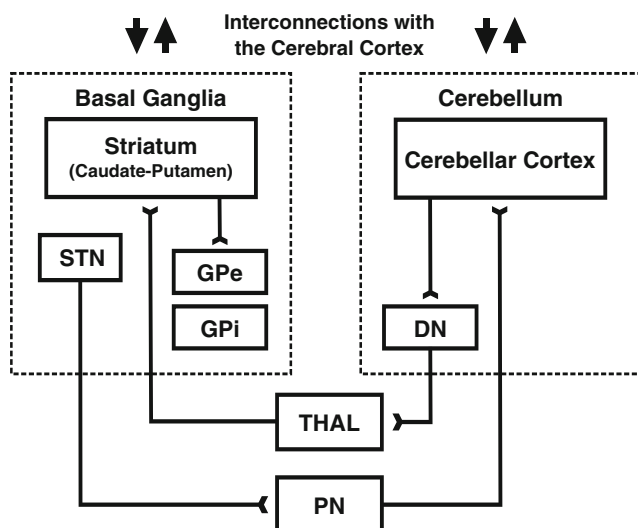 Interconnections with
the Cerebral Cortex
Basal Ganglia
Striatum
(Caudate-Putamen)
STN
GPe
GPi
Cerebellum
Cerebellar Cortex
DN
THAL
PN